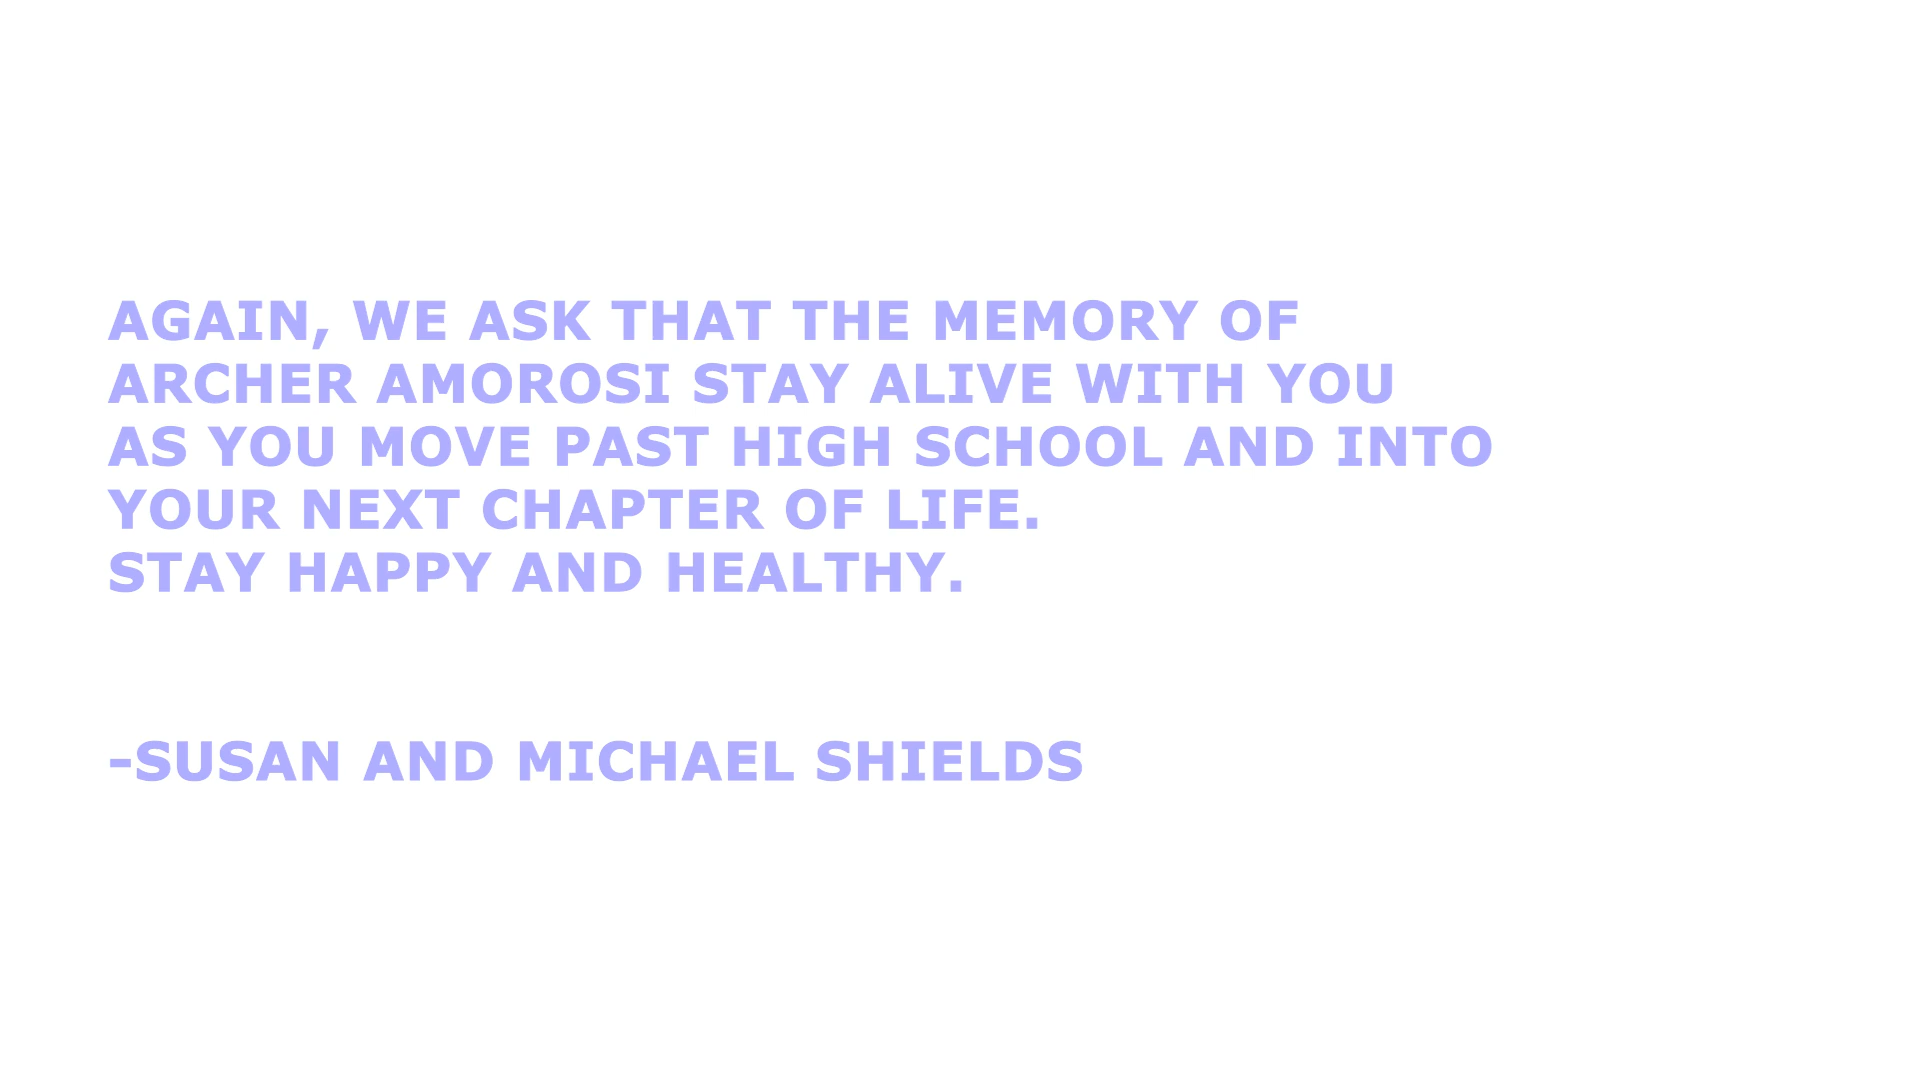 AGAIN, WE ASK THAT THE MEMORY OF
ARCHER AMOROSI STAY ALIVE WITH YOU
AS YOU MOVE PAST HIGH SCHOOL AND INTO
YOUR NEXT CHAPTER OF LIFE.
STAY HAPPY AND HEALTHY.
-SUSAN AND MICHAEL SHIELDS